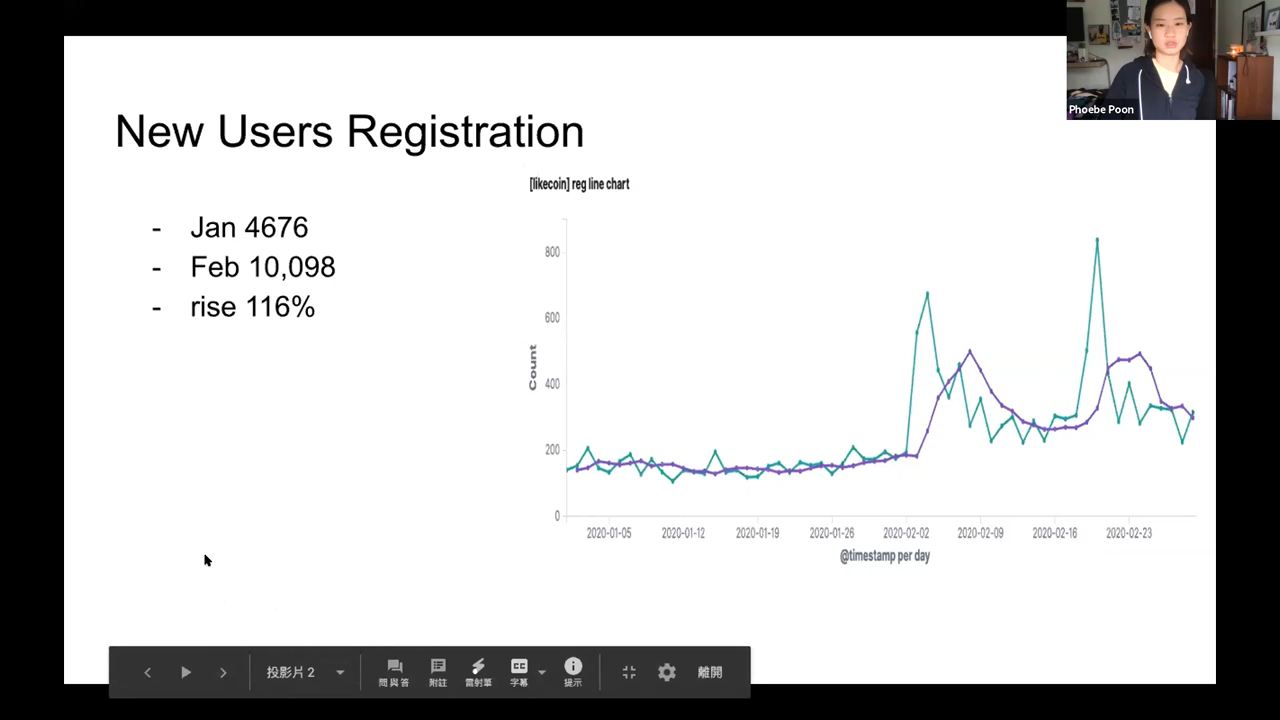 Phoebe Poon
New Users Registration
- Jan 4676
- Feb 10,098
- rise 116%
[likecoin] reg line chart
800
600
400
200
0
Count
2020-01-05 2020-01-12 2020-01-19 2020-01-26 2020-02-02 2020-02-09 2020-02-16 2020-02-23
@timestamp per day
投影片 2
問與答 附註 雷射筆 字幕 提示
離開